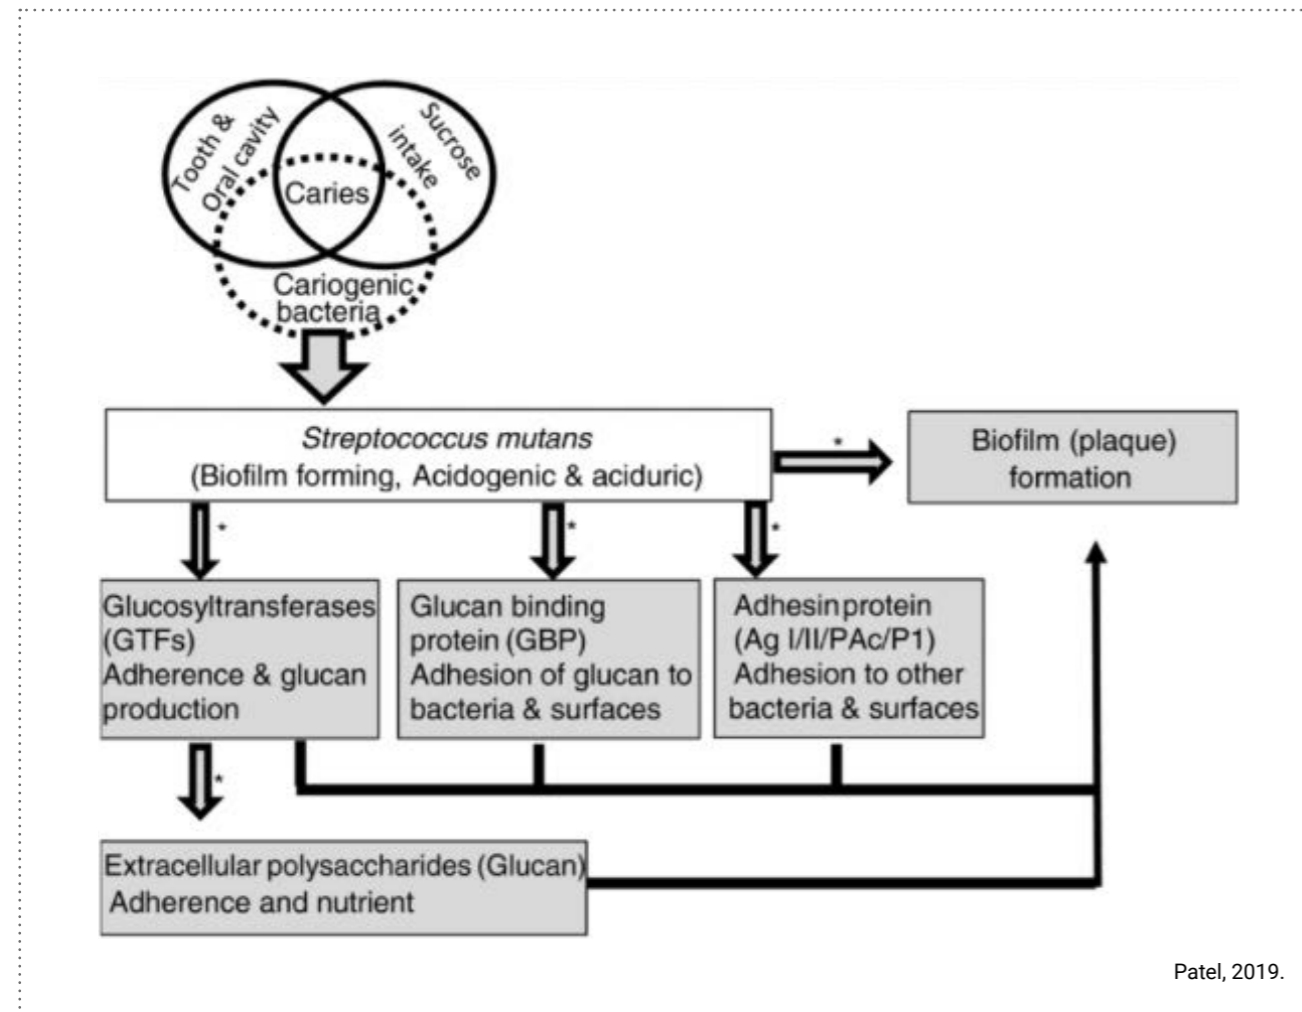 Tooth &
Oral cavity
Sucrose
intake
Caries
Cariogenic
bacteria
Streptococcus mutans
(Biofilm forming, Acidogenic & aciduric)
*
Biofilm (plaque)
formation
*
*
*
Glucosyltransferases
(GTFs)
Adherence & glucan
production
Glucan binding
protein (GBP)
Adhesion of glucan to
bacteria & surfaces
Adhesin protein
(Ag I/II/PAc/P1)
Adhesion to other
bacteria & surfaces
*
Extracellular polysaccharides (Glucan)
Adherence and nutrient
Patel, 2019.